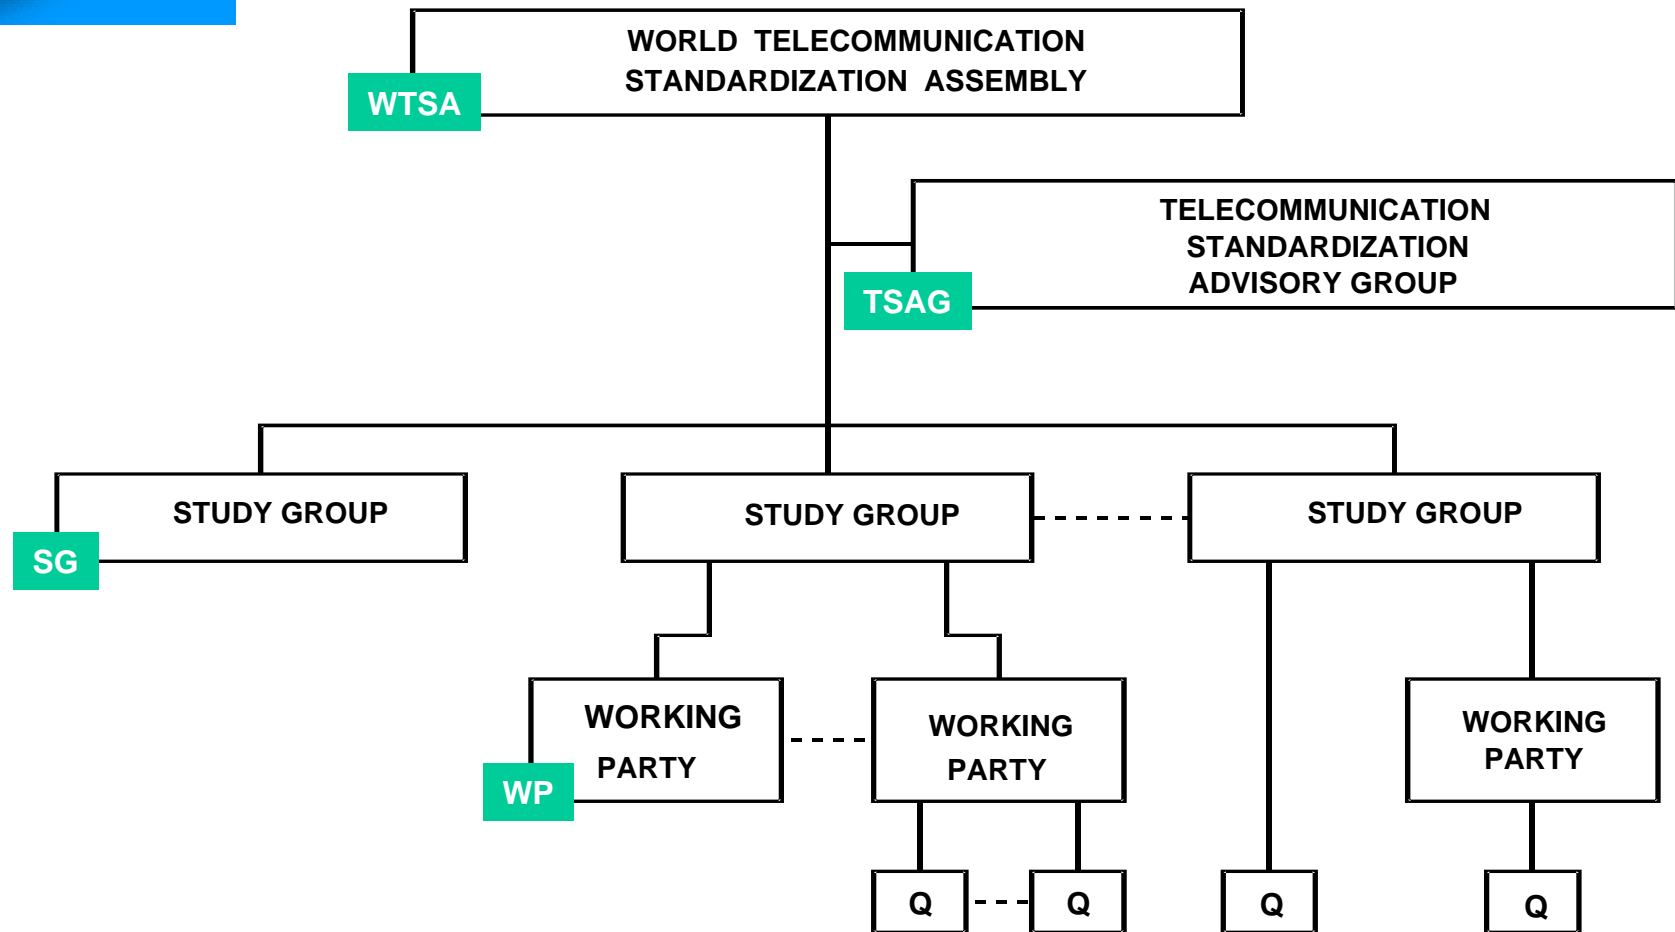 WORLD TELECOMMUNICATION
STANDARDIZATION ASSEMBLY
WTSA
TELECOMMUNICATION
STANDARDIZATION
ADVISORY GROUP
TSAG
STUDY GROUP
STUDY GROUP
STUDY GROUP
SG
WORKING
PARTY
WP
WORKING
PARTY
WORKING
PARTY
Q
Q
Q
Q